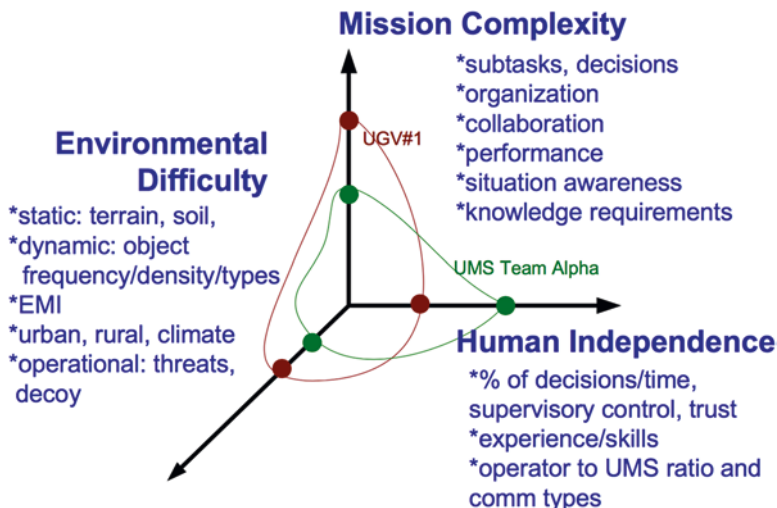 Mission Complexity
*subtasks, decisions
*organization
*collaboration
*performance
*situation awareness
*knowledge requirements
UGV#1
Environmental
Difficulty
*static: terrain, soil,
*dynamic: object
frequency/density/types
*EMI
*urban, rural, climate
*operational: threats,
decoy
UMS Team Alpha
Human Independence
*% of decisions/time,
supervisory control, trust
*experience/skills
*operator to UMS ratio and
comm types